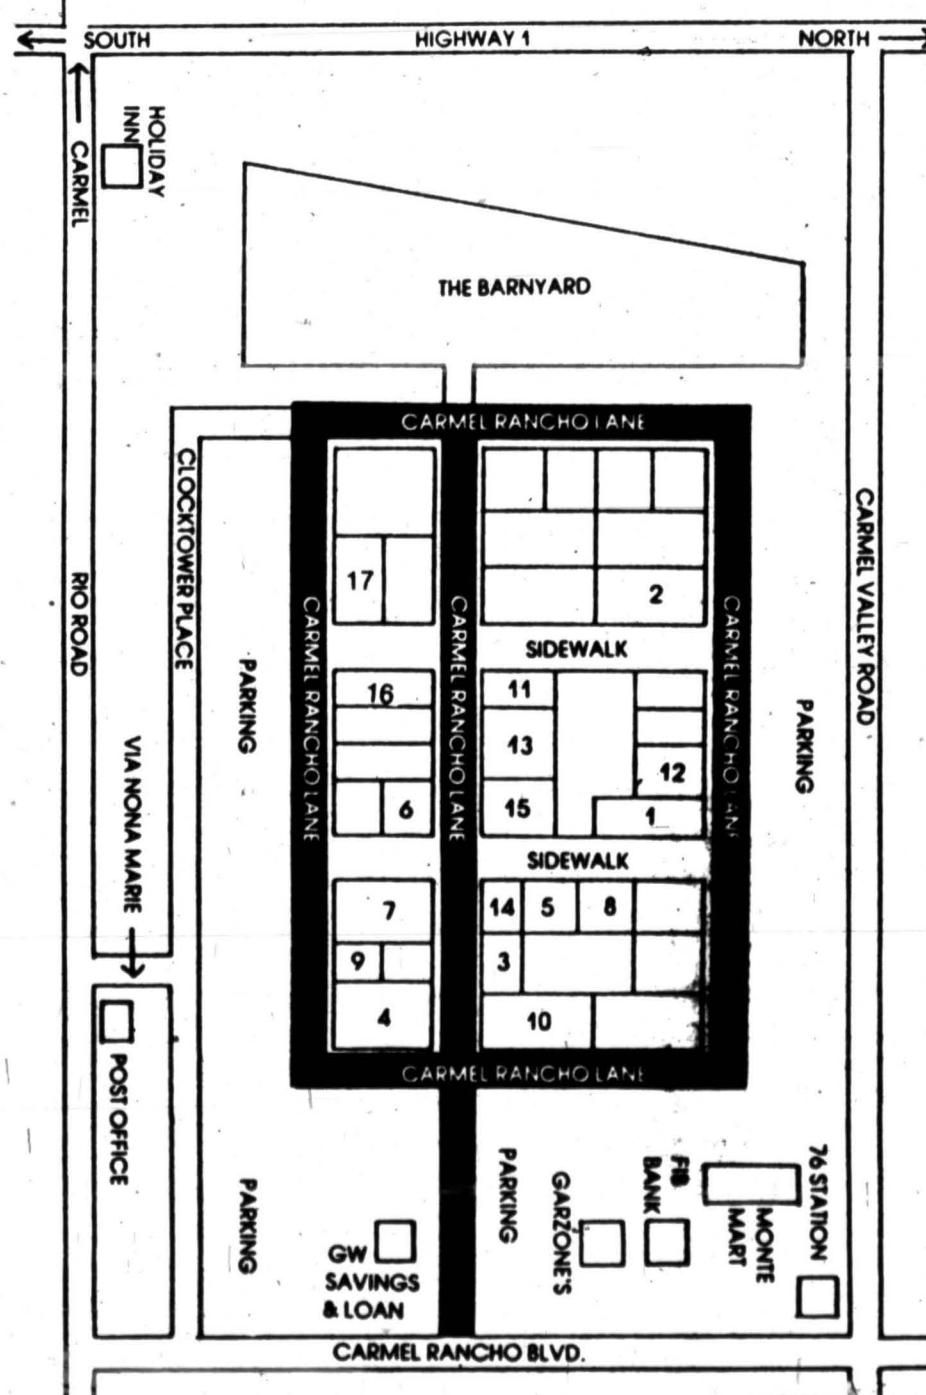 SOUTH
HIGHWAY 1
NORTH
CARMEL
HOLIDAY
INN
THE BARNYARD
CARMEL RANCHO LANE
CLOCKTOWER PLACE
RIO ROAD
CARMEL VALLEY ROAD
17
2
CARMEL RANCHO LANE
CARMEL RANCHO LANE
CARMEL RANCHO LANE
SIDEWALK
PARKING
PARKING
16
11
13
12
6
15
1
VIA NONA MARIE
SIDEWALK
7
14
5
8
9
3
4
10
CARMEL RANCHO LANE
POST OFFICE
PARKING
PARKING
GARZONE'S
FIB
BANK
MONTE
MART
76 STATION
GW
SAVINGS
& LOAN
CARMEL RANCHO BLVD.